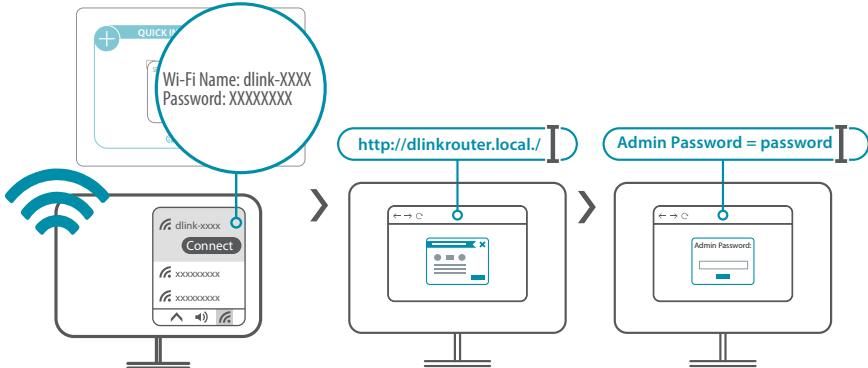 QUICK IN
Wi-Fi Name: dlink-XXXX
Password: XXXXXXXX
dlink-xxxx
Connect
xxxxxxxxx
xxxxxxxxx
http://dlinkrouter.local./
Admin Password = password
Admin Password: